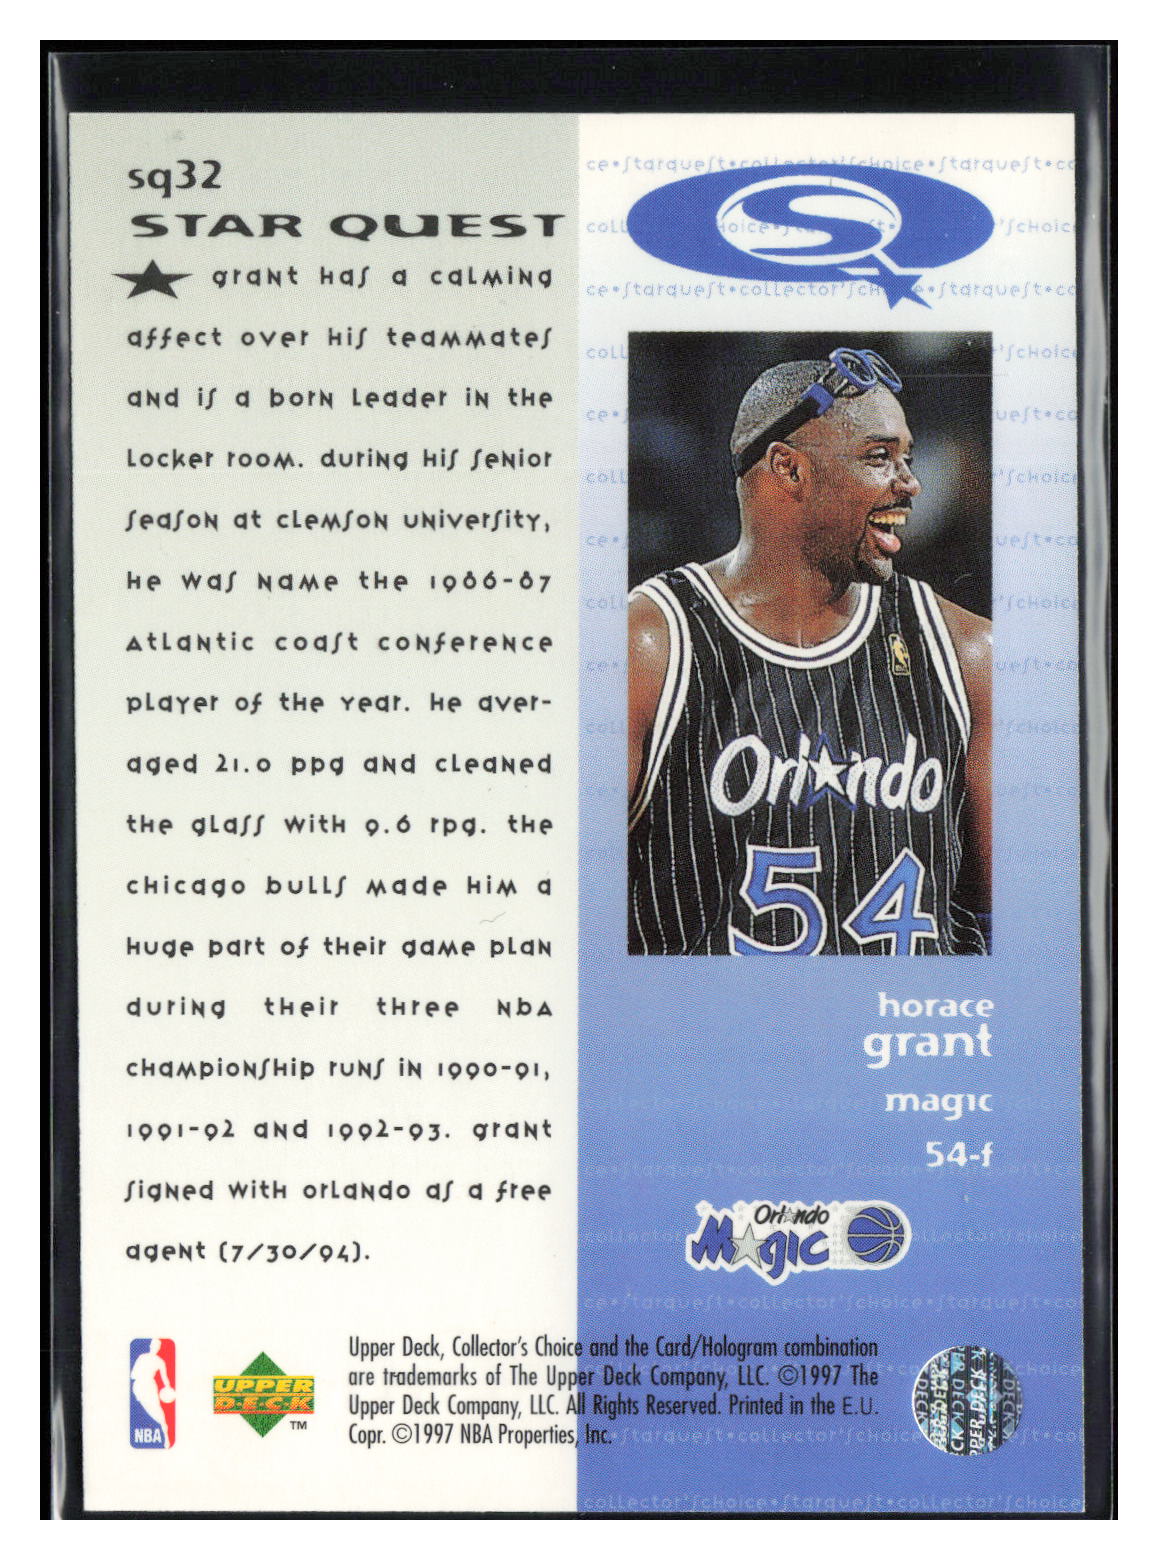 sq32
STAR QUEST
grant has a calming
affect over his teammates
and is a born leader in the
locker room. during his senior
season at clemson university,
he was name the 1986-87
atlantic coast conference
player of the year. he aver-
aged 21.0 ppg and cleaned
the glass with 9.6 rpg. the
chicago bulls made him a
huge part of their game plan
during their three nba
championship runs in 1990-91,
1991-92 and 1992-93. grant
signed with orlando as a free
agent (7/30/94).
SQ
Orlando
54
horace
grant
magic
54-f
Orlando
Magic
NBA
UPPER
DECK
™
Upper Deck, Collector's Choice and the Card/Hologram combination
are trademarks of The Upper Deck Company, LLC. ©1997 The
Upper Deck Company, LLC. All Rights Reserved. Printed in the E.U.
Copr. ©1997 NBA Properties, Inc.